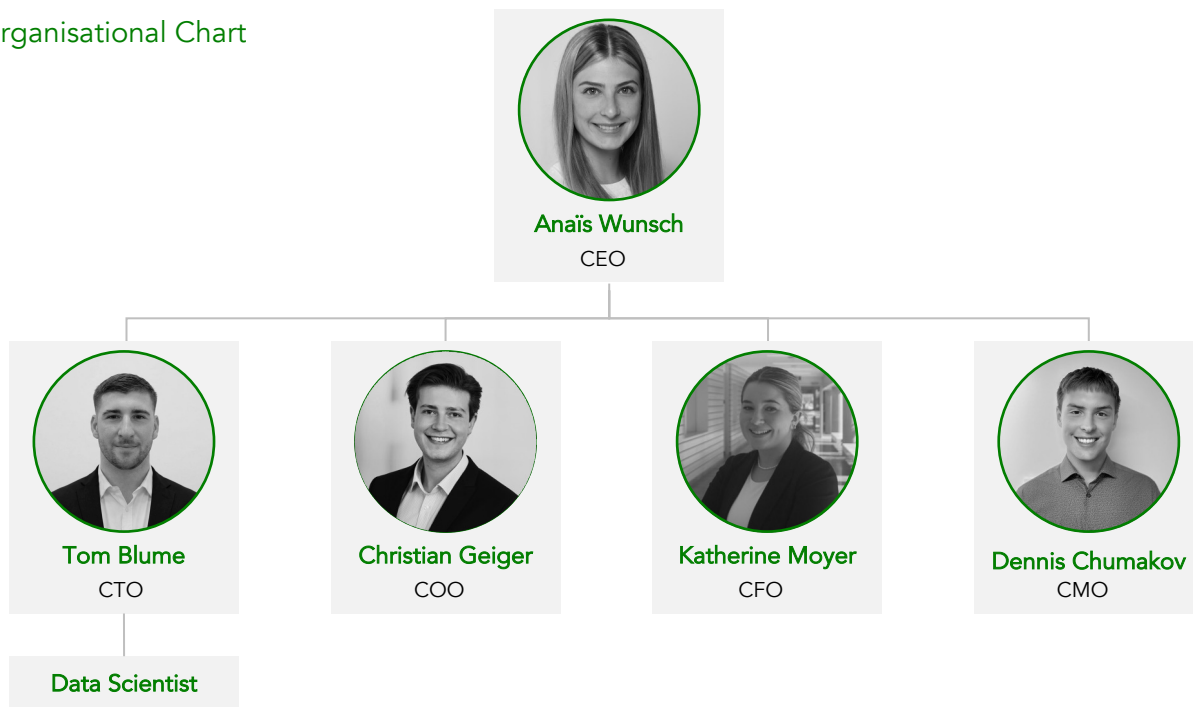 rganisational Chart
Anaïs Wunsch
CEO
Tom Blume
CTO
Christian Geiger
COO
Katherine Moyer
CFO
Dennis Chumakov
CMO
Data Scientist